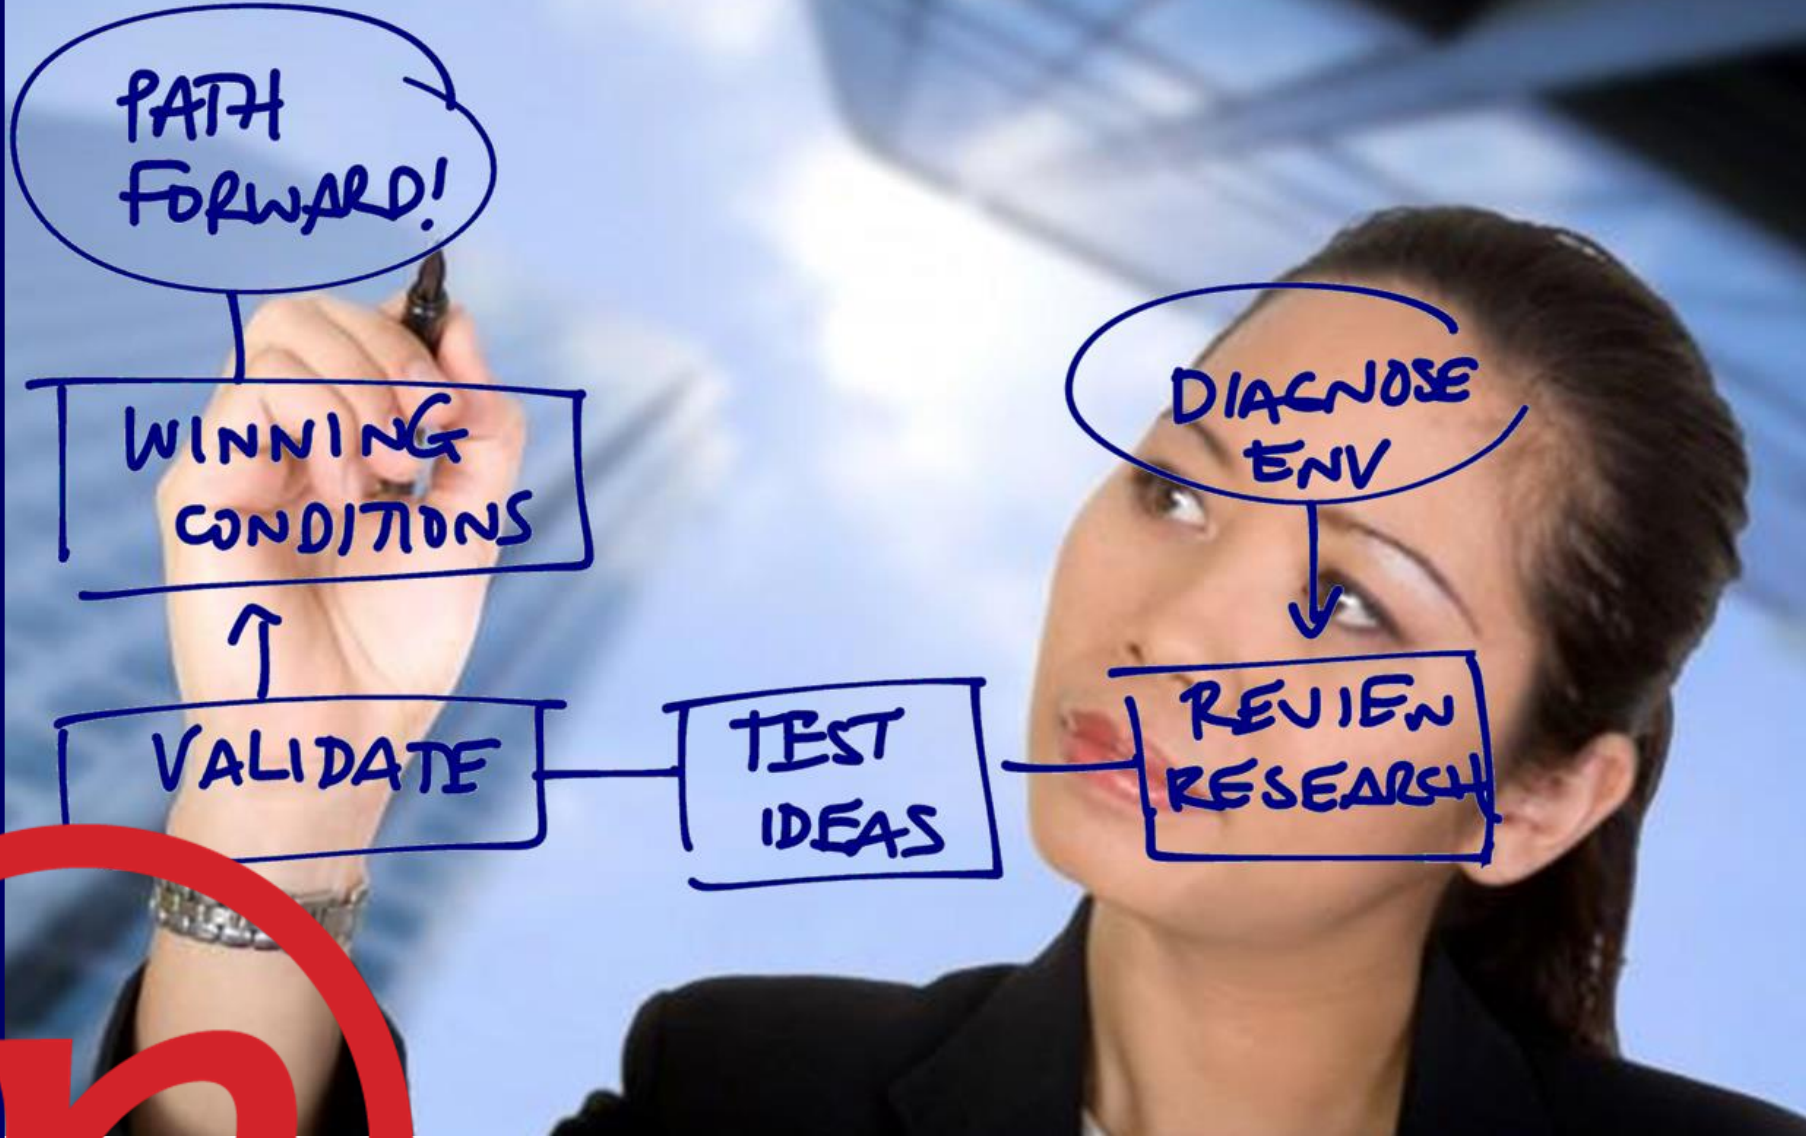 PATH
FORWARD!
WINNING
CONDITIONS
VALIDATE
TEST
IDEAS
DIAGNOSE
ENV
REVIEW
RESEARCH
n